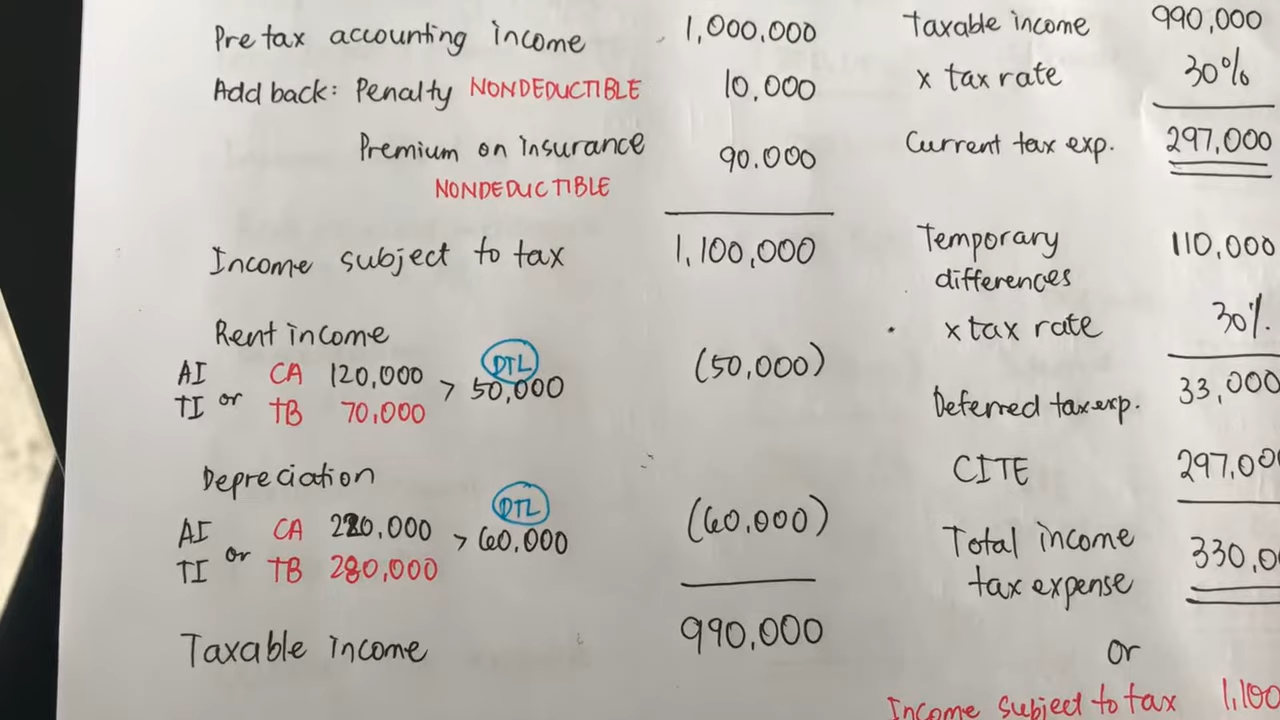 Pre tax accounting income 1,000,000
Add back: Penalty NONDEDUCTIBLE 10,000
Premium on insurance 90.000
NONDEDUCTIBLE
Income subject to tax 1,100,000
Rent income
AI or CA 120,000 > 50,000 DTL (50,000)
TI TB 70,000
Depreciation
AI or CA 220,000 > 60,000 DTL (60,000)
TI TB 280,000
Taxable income 990,000
Taxable income 990,000
x tax rate 30%
Current tax exp. 297,000
Temporary 110,000
differences
x tax rate 30%.
Deferred tax exp. 33,000
CITE 297,00
Total income 330,0
tax expense
or
Income subject to tax 1,100